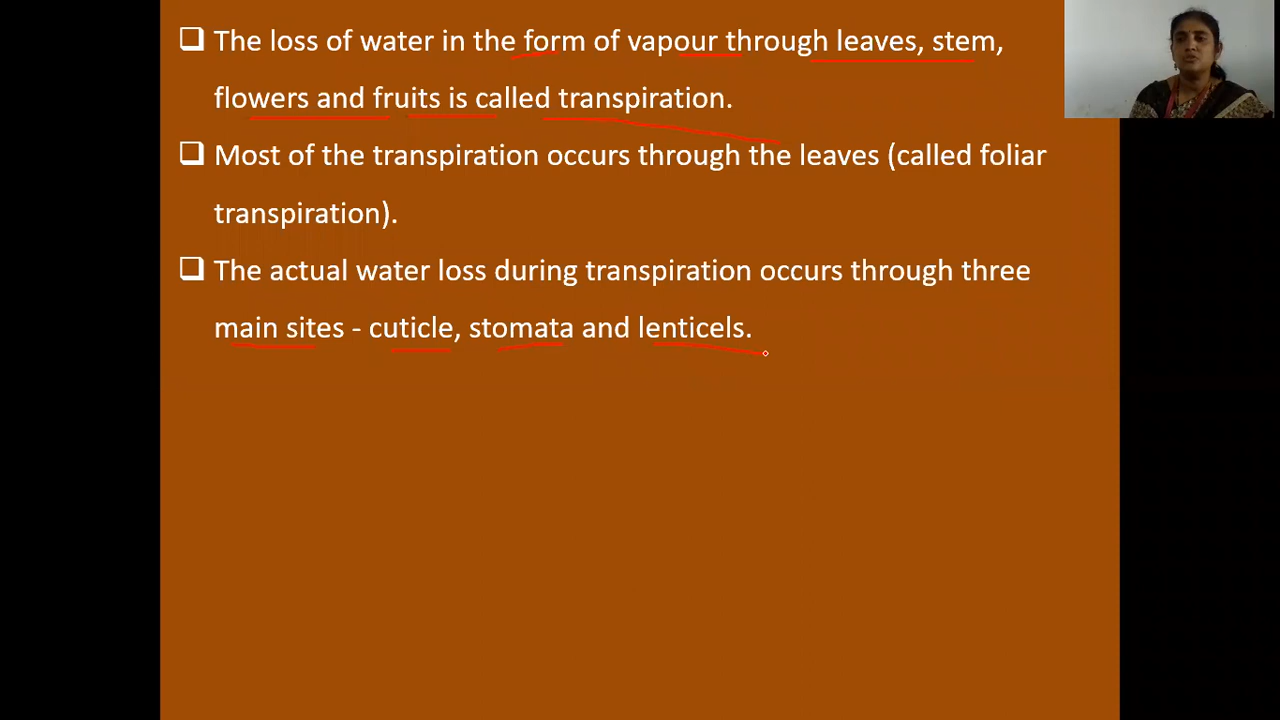 The loss of water in the form of vapour through leaves, stem,
flowers and fruits is called transpiration.
Most of the transpiration occurs through the leaves (called foliar
transpiration).
The actual water loss during transpiration occurs through three
main sites - cuticle, stomata and lenticels.